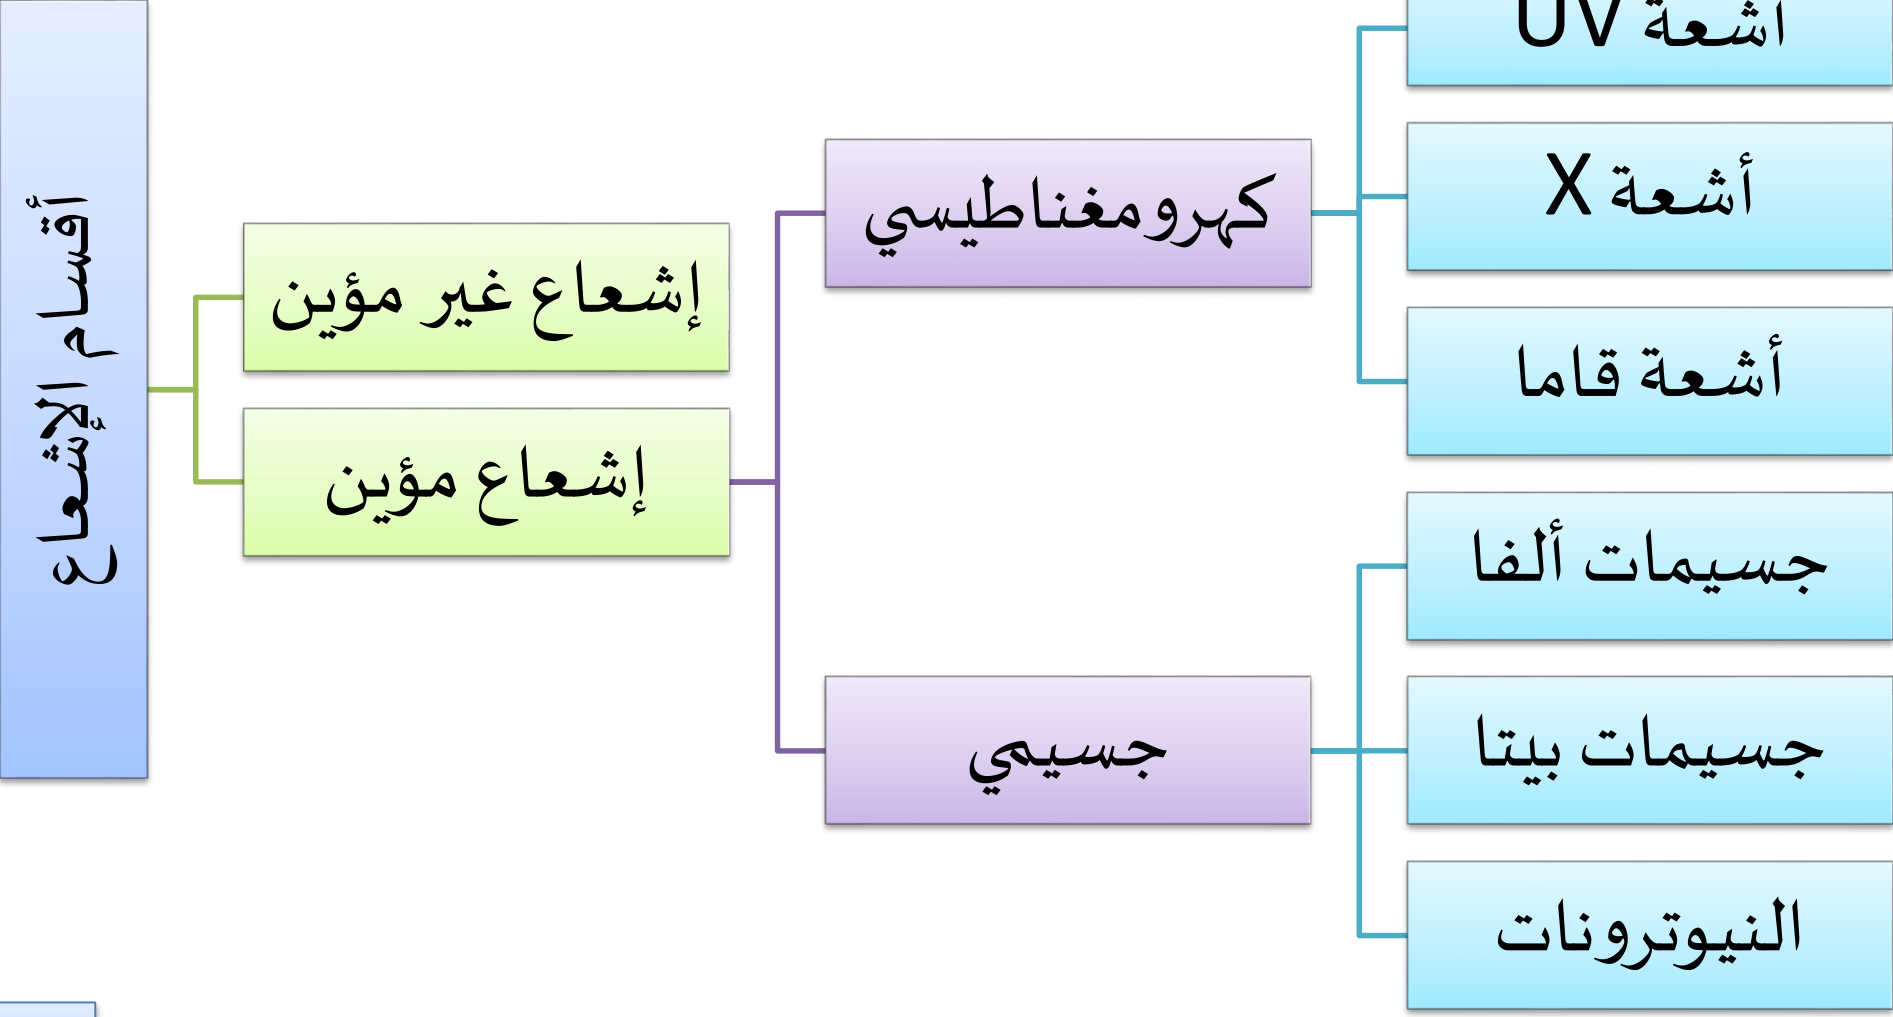 أقسام الإشعاع
إشعاع غير مؤين
إشعاع مؤين
كهرومغناطيسي
جسيمي
أشعة UV
أشعة X
أشعة قاما
جسيمات ألفا
جسيمات بيتا
النيوترونات